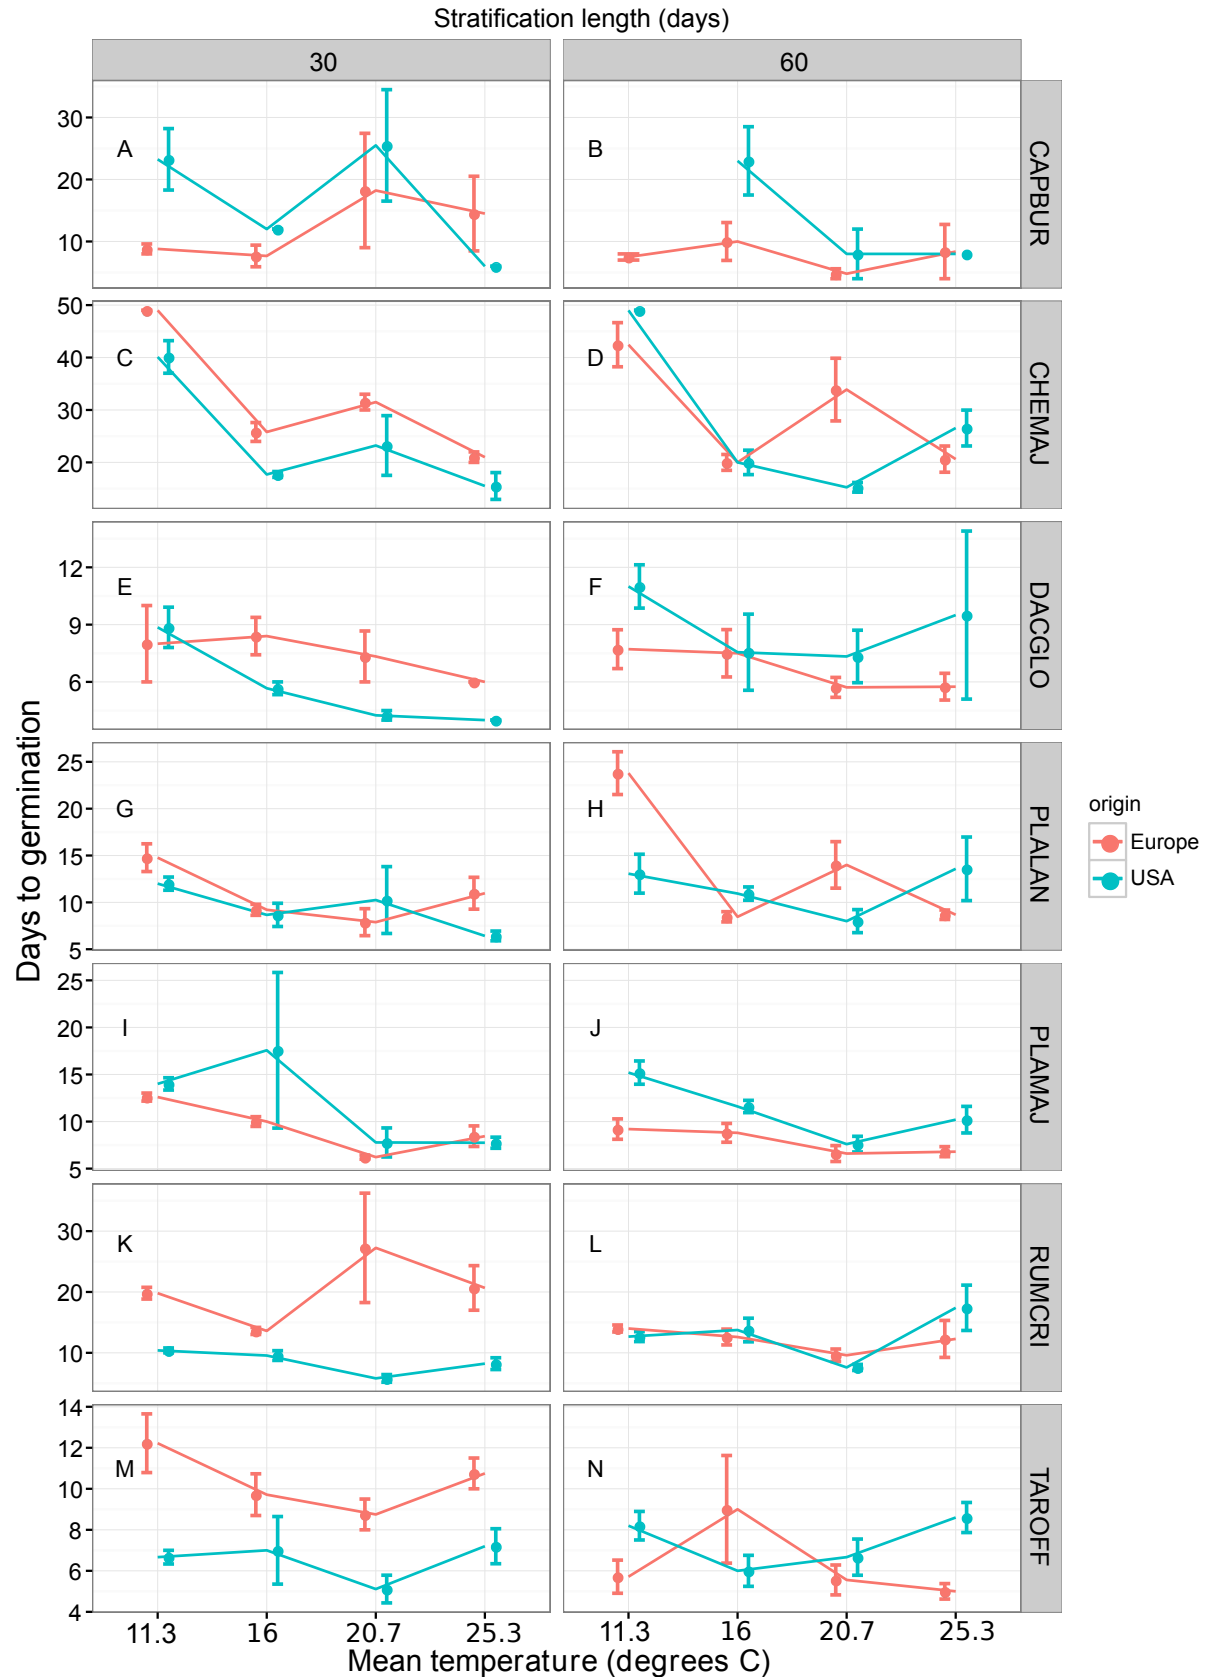 Stratification length (days)
30
60
30
20
10
A
B
CAPBUR
50
40
30
20
C
D
CHEMAJ
12
9
6
E
F
DACGLO
25
20
15
10
5
G
H
PLALAN
25
20
15
10
5
I
J
PLAMAJ
30
20
10
K
L
RUMCRI
14
12
10
8
6
4
M
N
TAROFF
Days to germination
origin
Europe
USA
11.3 16 20.7 25.3
11.3 16 20.7 25.3
Mean temperature (degrees C)